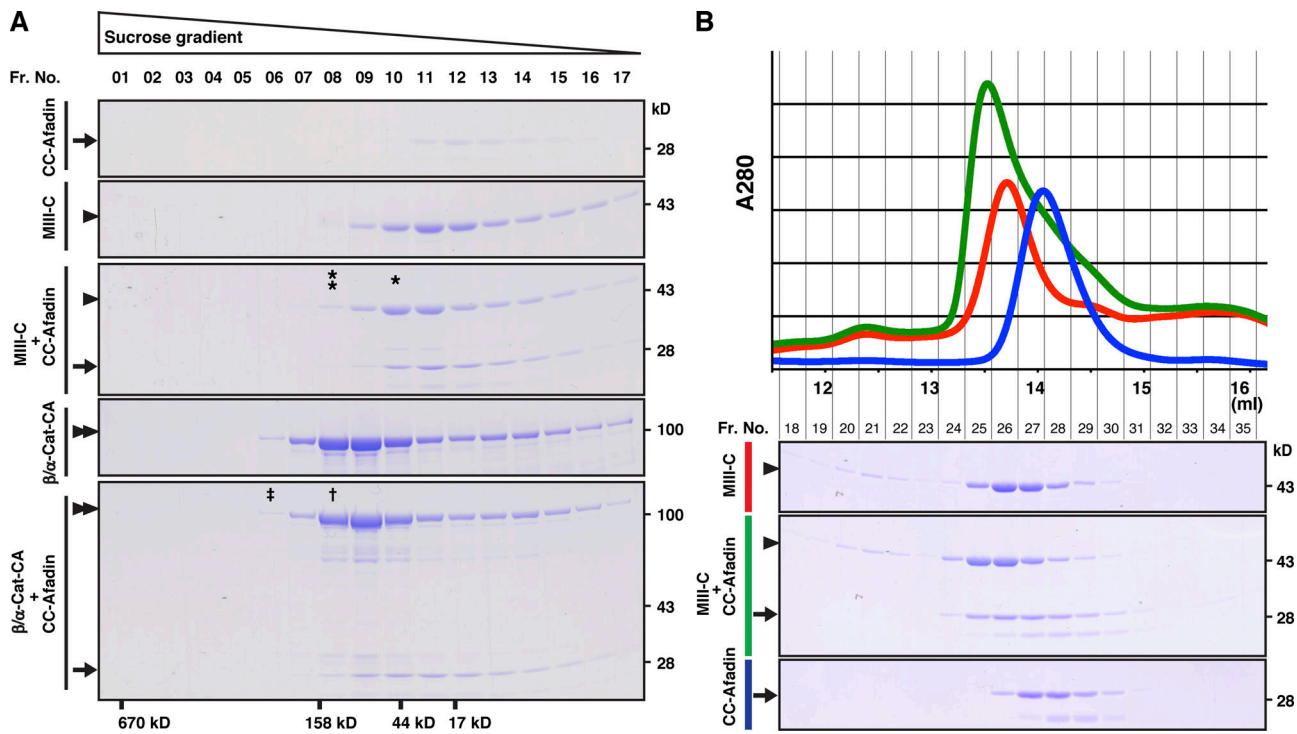 A
Sucrose gradient
Fr. No. 01 02 03 04 05 06 07 08 09 10 11 12 13 14 15 16 17
kD
CC-Afadin
28
MIII-C
43
MIII-C
+
CC-Afadin
*
*
*
43
28
β/α-Cat-CA
100
β/α-Cat-CA
+
CC-Afadin
‡ †
100
43
28
670 kD 158 kD 44 kD 17 kD
B
A280
12 13 14 15 16
(ml)
Fr. No. 18 19 20 21 22 23 24 25 26 27 28 29 30 31 32 33 34 35
kD
MIII-C
43
MIII-C
+
CC-Afadin
43
28
CC-Afadin
28